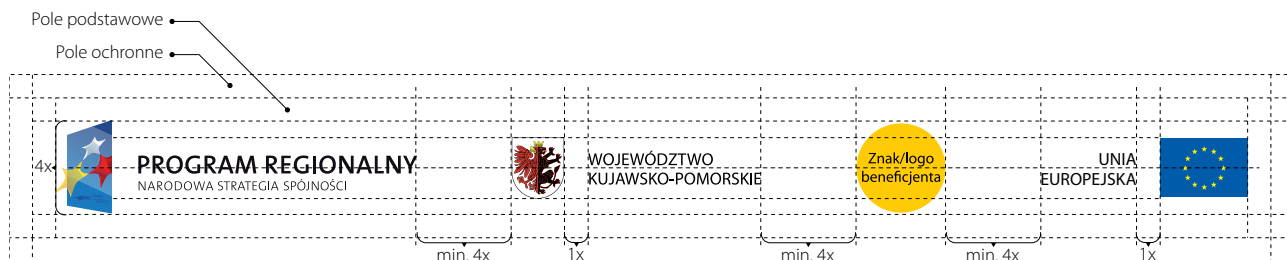 Pole podstawowe
Pole ochronne
4x
PROGRAM REGIONALNY
NARODOWA STRATEGIA SPÓJNOŚCI
WOJEWÓDZTWO
KUJAWSKO-POMORSKIE
Znak/logo
beneficjenta
UNIA
EUROPEJSKA
min. 4x
1x
min. 4x
min. 4x
1x